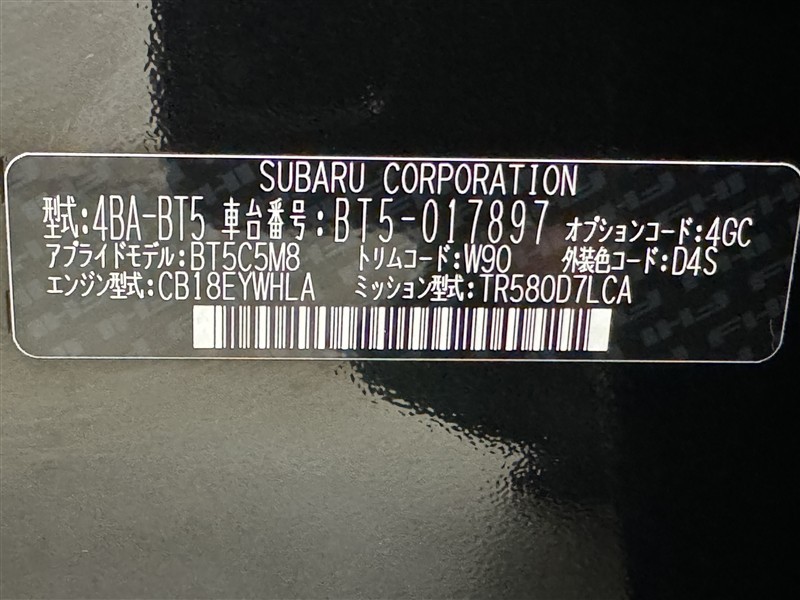 SUBARU CORPORATION
型式:4BA-BT5 車台番号:BT5-017897 オプションコード:4GC
アプライドモデル:BT5C5M8 トリムコード:W90 外装色コード:D4S
エンジン型式:CB18EYWHLA ミッション型式:TR580D7LCA